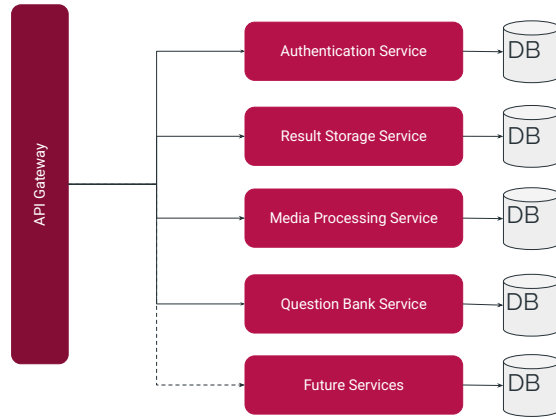 API Gateway
Authentication Service
DB
Result Storage Service
DB
Media Processing Service
DB
Question Bank Service
DB
Future Services
DB